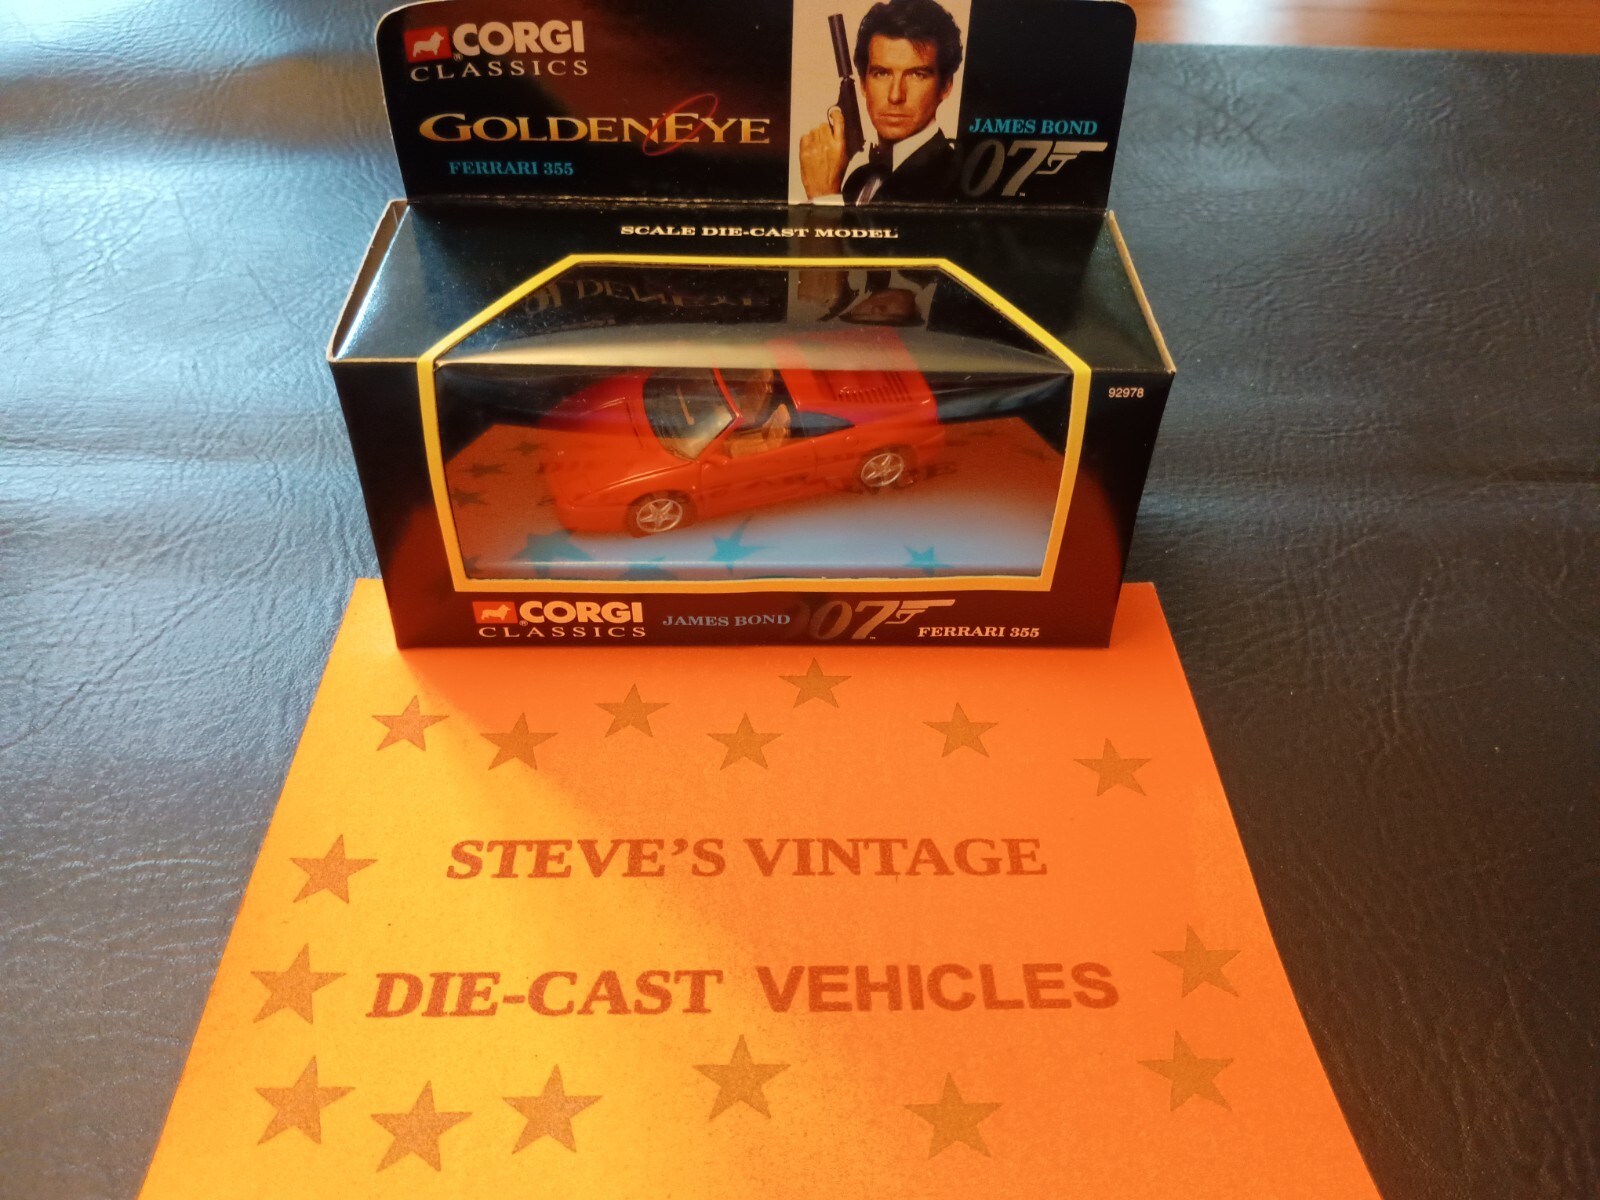 CORGI
CLASSICS
GOLDENEYE
FERRARI 355
JAMES BOND
007
SCALE DIE-CAST MODEL
92978
CORGI
CLASSICS
JAMES BOND 007 FERRARI 355
STEVE'S VINTAGE
DIE-CAST VEHICLES